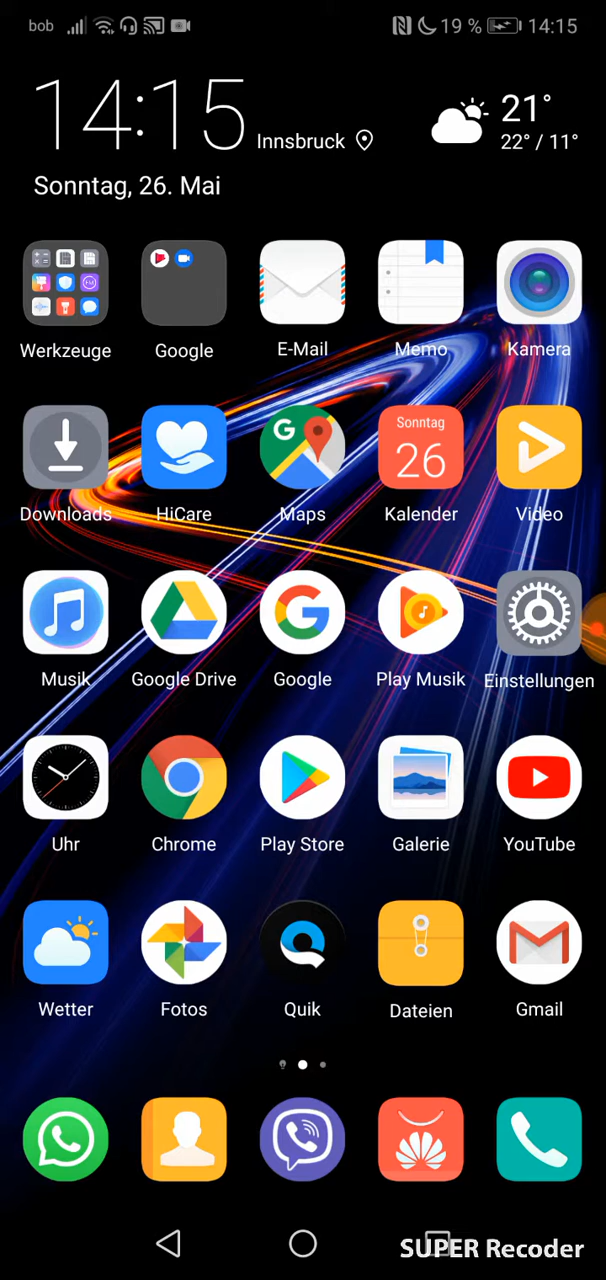 bob 19 % 14:15
14:15 Innsbruck 21°
22° / 11°
Sonntag, 26. Mai
Werkzeuge Google E-Mail Memo Kamera
G Sonntag
26
Downloads HiCare Maps Kalender Video
Musik Google Drive Google Play Musik Einstellungen
Uhr Chrome Play Store Galerie YouTube
Wetter Fotos Quik Dateien Gmail
SUPER Recoder